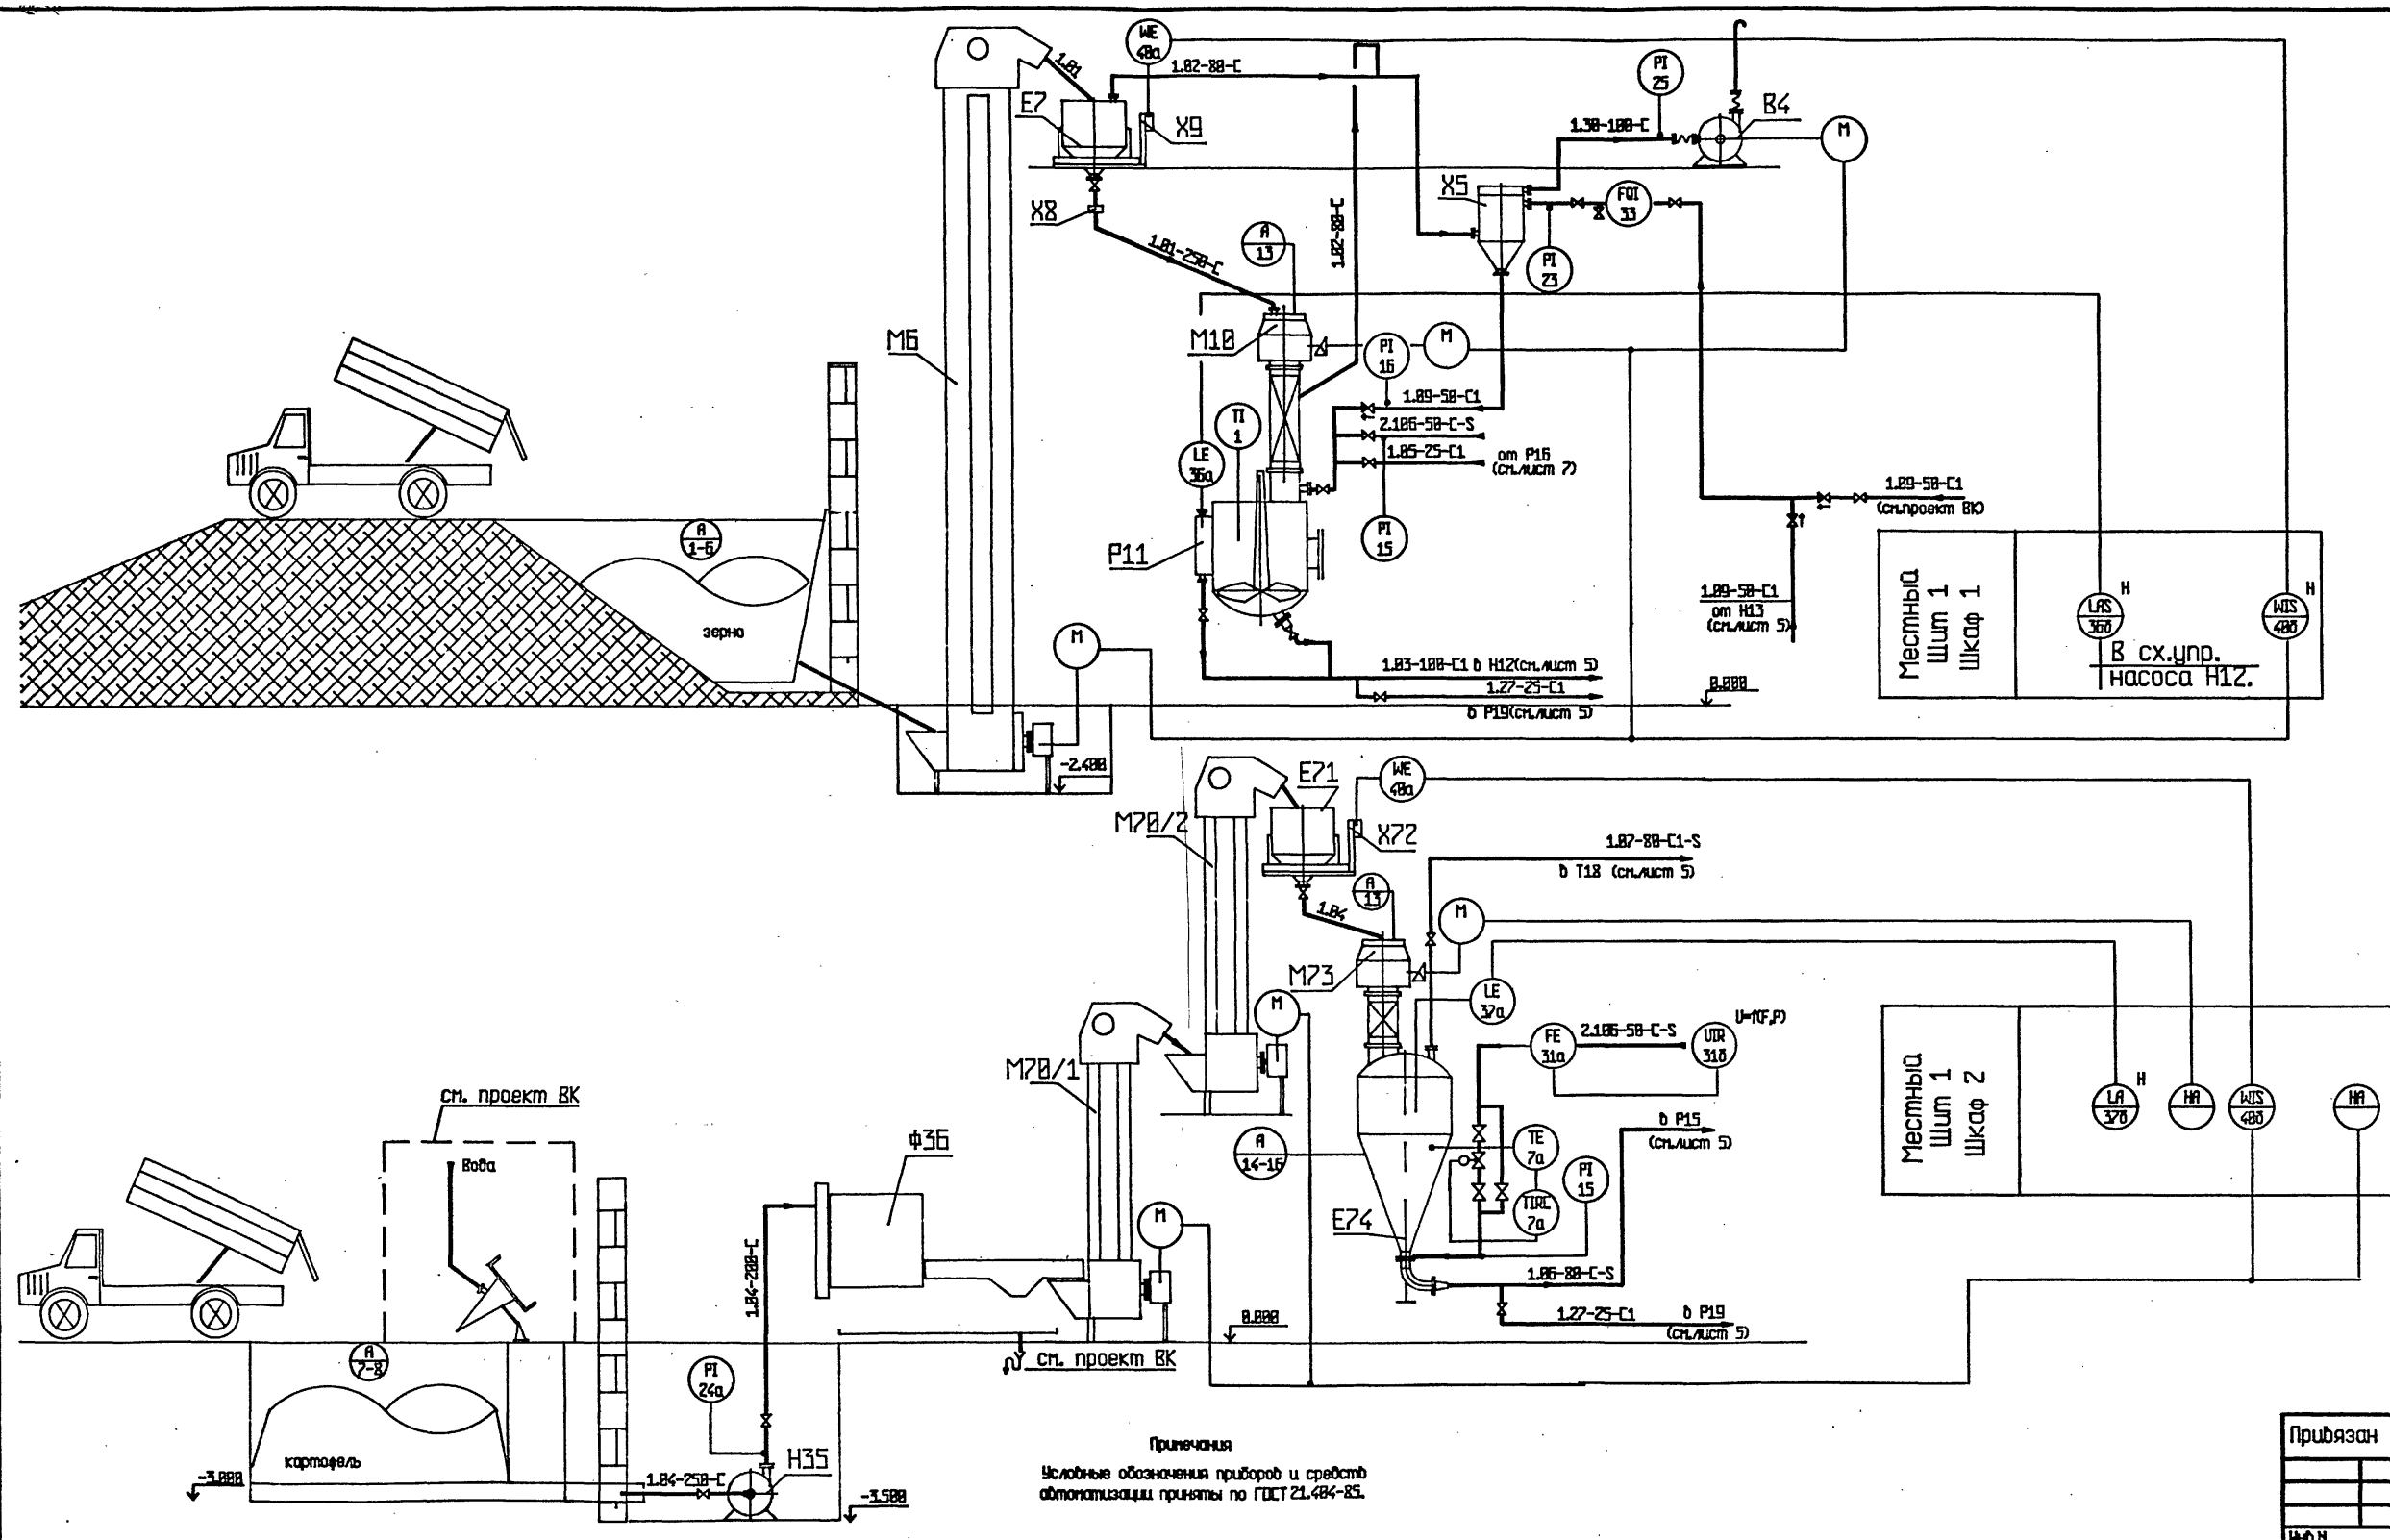 WE
40а
1.01
1.02-80-С
PI
25
В4
М
1.30-100-С
Е7
Х9
Х5
FQI
33
Х8
PI
23
1.02-80-С
А
13
1.01-250-С
М6
М10
PI
16
М
1.09-50-С1
2.106-50-С-S
1.05-25-С1
от Р16
(см.лист 7)
TI
1
LE
36а
PI
15
1.09-50-С1
(см.проект ВК)
Р11
А
1-6
зерно
1.09-50-С1
от Н13
(см.лист 5)
Местный
Щит 1
Шкаф 1
LAS
36б
Н
WIS
40б
Н
В сх.упр.
насоса Н12.
М
1.03-100-С1 в Н12(см.лист 5)
1.27-25-С1
в Р19(см.лист 5)
0.000
-2.400
Е71
WE
40а
М70/2
Х72
1.07-80-С1-S
в Т18 (см.лист 5)
А
13
1.04
М
М73
LE
37а
М
FE
31а
2.106-50-С-S
UIR
31б
U=f(F,P)
М70/1
Местный
Щит 1
Шкаф 2
LA
37б
Н
НА
WIS
40б
НА
см. проект ВК
Вода
Ф36
А
14-16
TE
7а
PI
15
TIRC
7а
в Р15
(см.лист 5)
М
Е74
1.04-200-С
1.06-80-С-S
1.27-25-С1
в Р19
(см.лист 5)
0.000
см. проект ВК
А
7-8
PI
24а
картофель
-3.000
1.04-250-С
Н35
-3.500
Примечания
Условные обозначения приборов и средств
автоматизации приняты по ГОСТ 21.404-85.
Привязан
Инв.N